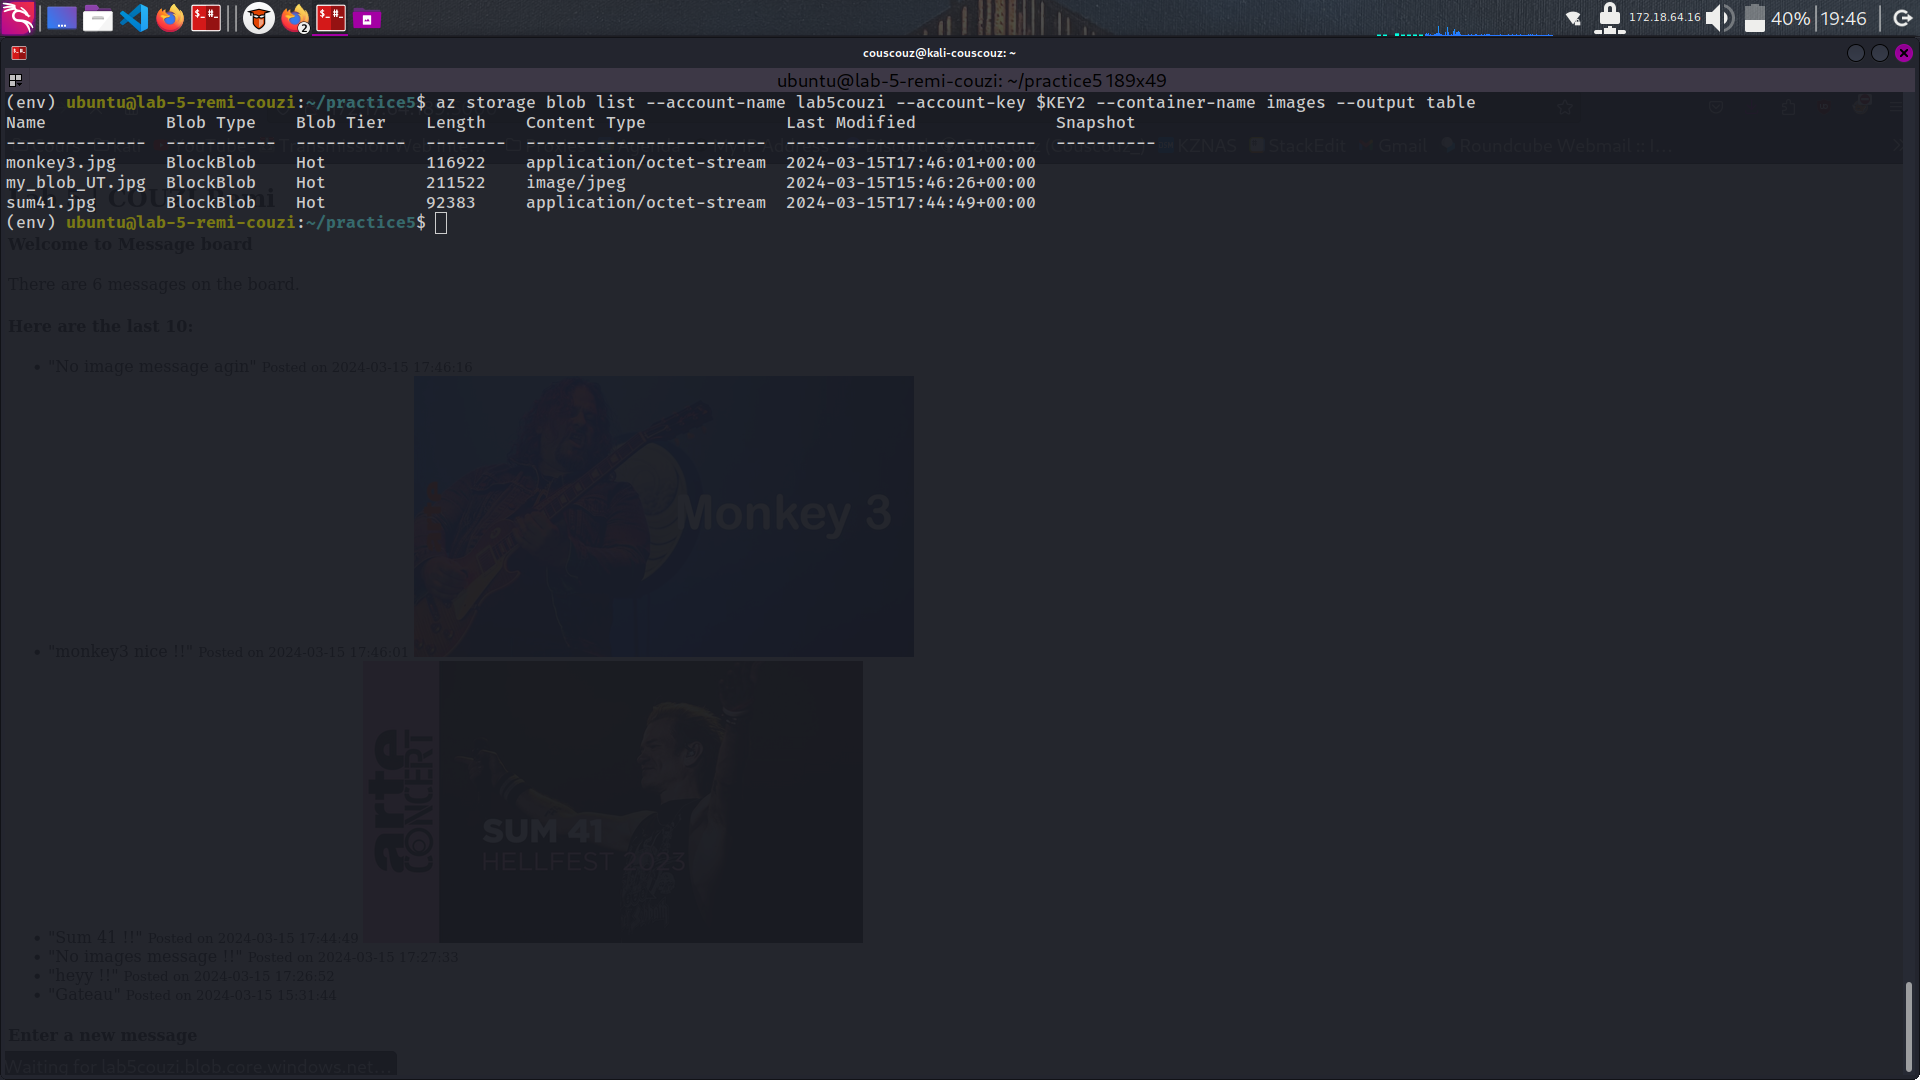 172.18.64.16 40% 19:46
couscouz@kali-couscouz: ~
ubuntu@lab-5-remi-couzi: ~/practice5 189x49
(env) ubuntu@lab-5-remi-couzi:~/practice5$ az storage blob list --account-name lab5couzi --account-key $KEY2 --container-name images --output table
Name Blob Type Blob Tier Length Content Type Last Modified Snapshot
-------------- ----------- ----------- -------- ------------------------ ------------------------- ----------
KZNAS StackEdit Gmail Roundcube Webmail :: I...
monkey3.jpg BlockBlob Hot 116922 application/octet-stream 2024-03-15T17:46:01+00:00
my_blob_UT.jpg BlockBlob Hot 211522 image/jpeg 2024-03-15T15:46:26+00:00
sum41.jpg BlockBlob Hot 92383 application/octet-stream 2024-03-15T17:44:49+00:00
(env) ubuntu@lab-5-remi-couzi:~/practice5$
Welcome to Message board
There are 6 messages on the board.
Here are the last 10:
"No image message agin" Posted on 2024-03-15 17:46:16
Monkey 3
"monkey3 nice !!" Posted on 2024-03-15 17:46:01
arte CONCERT
SUM 41
HELLFEST 2023
"Sum 41 !!" Posted on 2024-03-15 17:44:49
"No images message !!" Posted on 2024-03-15 17:27:33
"heyy !!" Posted on 2024-03-15 17:26:52
"Gateau" Posted on 2024-03-15 15:31:44
Enter a new message
Waiting for lab5couzi.blob.core.windows.net...